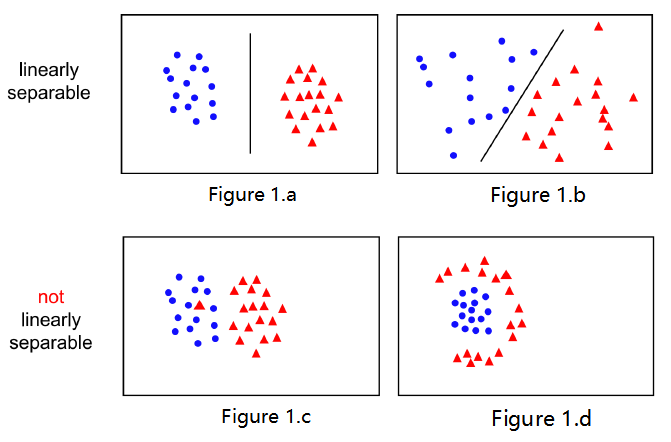 linearly
separable
Figure 1.a
Figure 1.b
not
linearly
separable
Figure 1.c
Figure 1.d